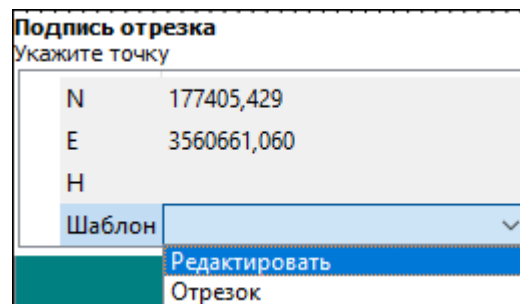 Подпись отрезка
Укажите точку
N 177405,429
E 3560661,060
H
Шаблон
Редактировать
Отрезок